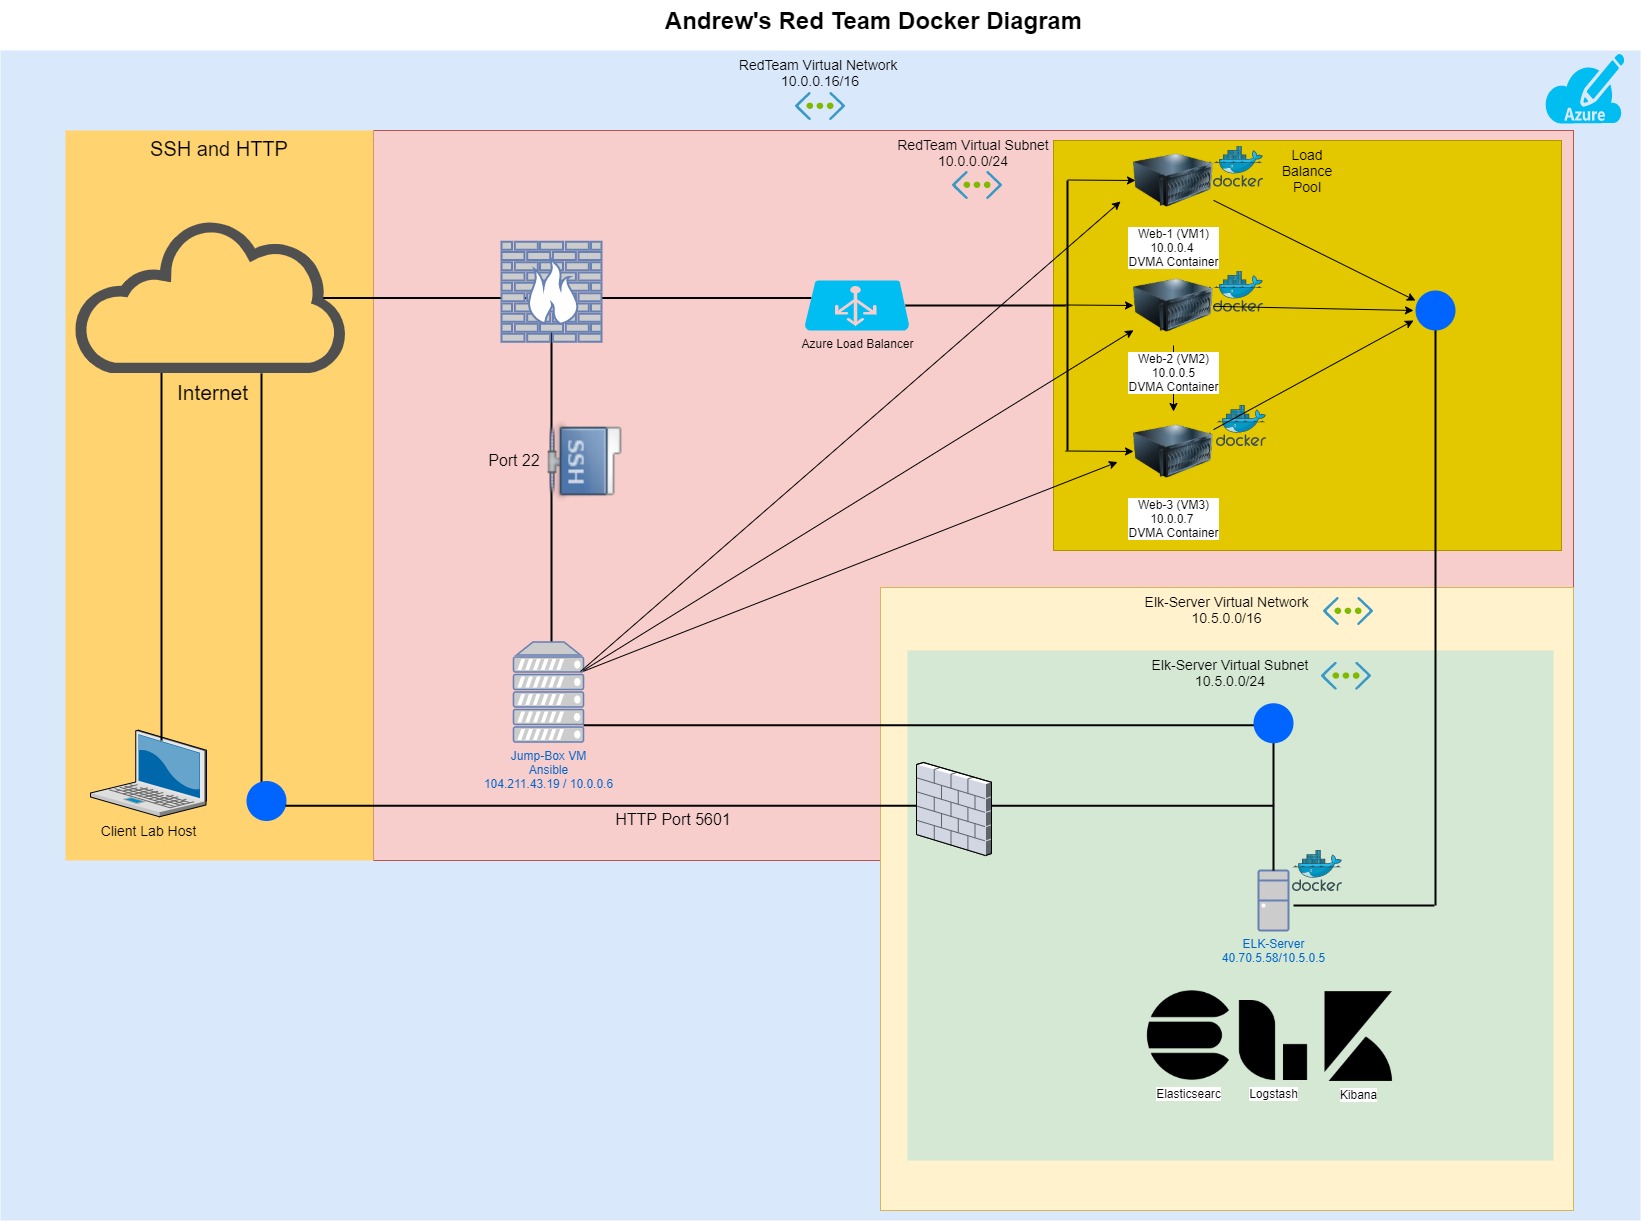 Andrew's Red Team Docker Diagram
RedTeam Virtual Network
10.0.0.16/16
Azure
SSH and HTTP
RedTeam Virtual Subnet
10.0.0.0/24
docker
Load
Balance
Pool
Web-1 (VM1)
10.0.0.4
DVMA Container
docker
Azure Load Balancer
Web-2 (VM2)
10.0.0.5
DVMA Container
Internet
docker
Port 22
SSH
Web-3 (VM3)
10.0.0.7
DVMA Container
Elk-Server Virtual Network
10.5.0.0/16
Elk-Server Virtual Subnet
10.5.0.0/24
Jump-Box VM
Ansible
104.211.43.19 / 10.0.0.6
Client Lab Host
HTTP Port 5601
docker
ELK-Server
40.70.5.58/10.5.0.5
ELK
Elasticsearc
Logstash
Kibana